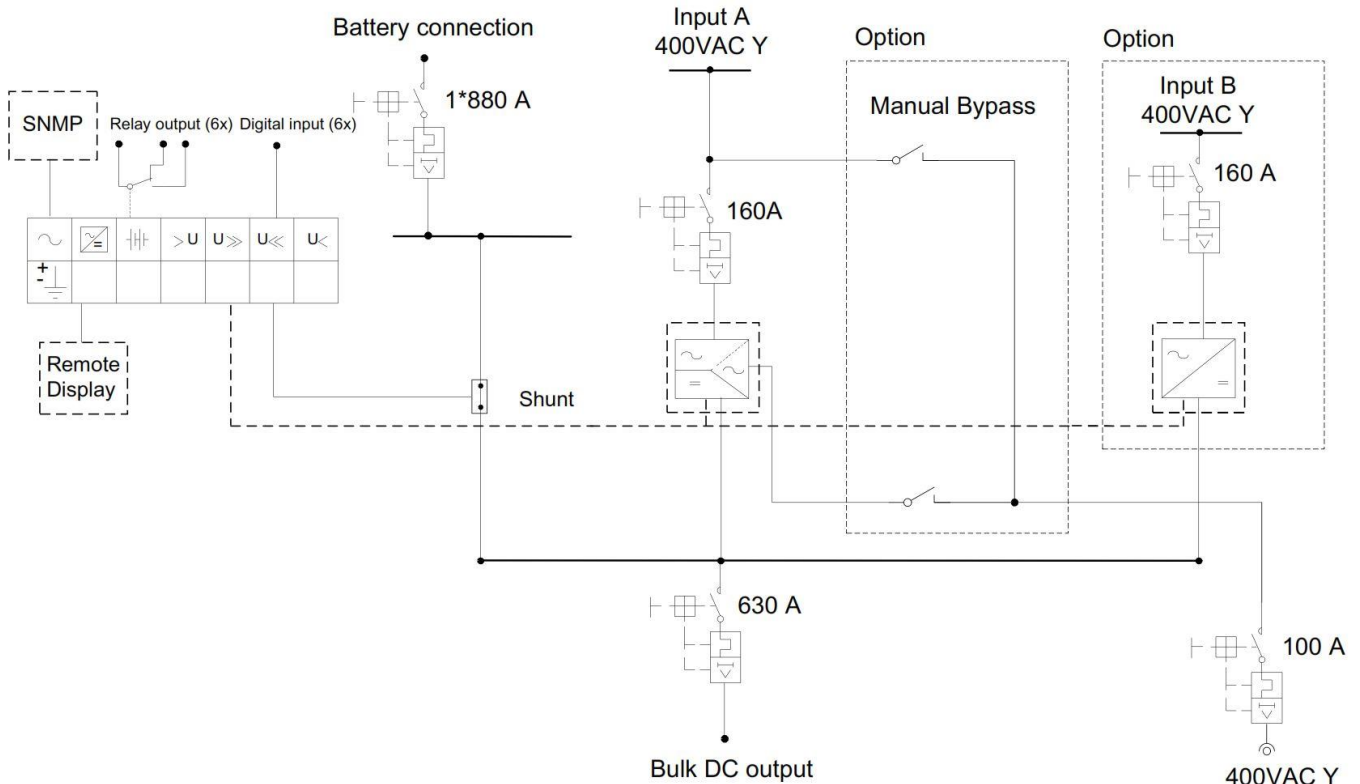 Battery connection
1*880 A
Input A
400VAC Y
Option
Option
Manual Bypass
Input B
400VAC Y
160 A
SNMP
Relay output (6x)
Digital input (6x)
160A
>U
U>>
U<<
U<
+
-
Remote
Display
Shunt
630 A
100 A
Bulk DC output
400VAC Y